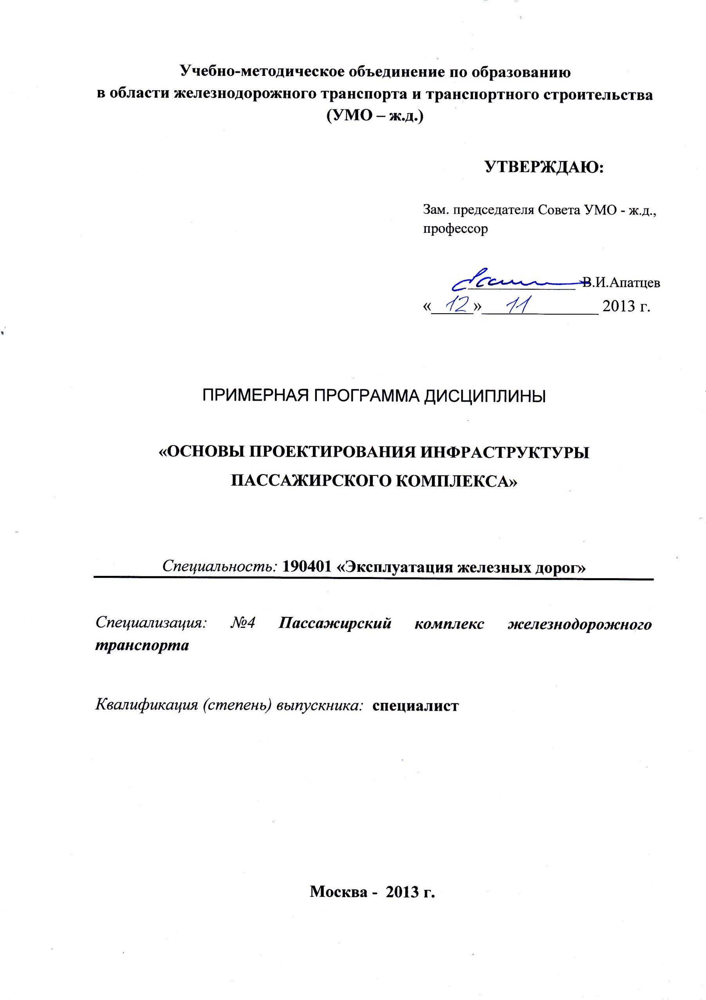 Учебно-методическое объединение по образованию
в области железнодорожного транспорта и транспортного строительства
(УМО – ж.д.)
УТВЕРЖДАЮ:
Зам. председателя Совета УМО - ж.д.,
профессор
В.И.Апатцев
«12» 11 2013 г.
ПРИМЕРНАЯ ПРОГРАММА ДИСЦИПЛИНЫ
«ОСНОВЫ ПРОЕКТИРОВАНИЯ ИНФРАСТРУКТУРЫ
ПАССАЖИРСКОГО КОМПЛЕКСА»
Специальность: 190401 «Эксплуатация железных дорог»
Специализация: №4 Пассажирский комплекс железнодорожного
транспорта
Квалификация (степень) выпускника: специалист
Москва - 2013 г.